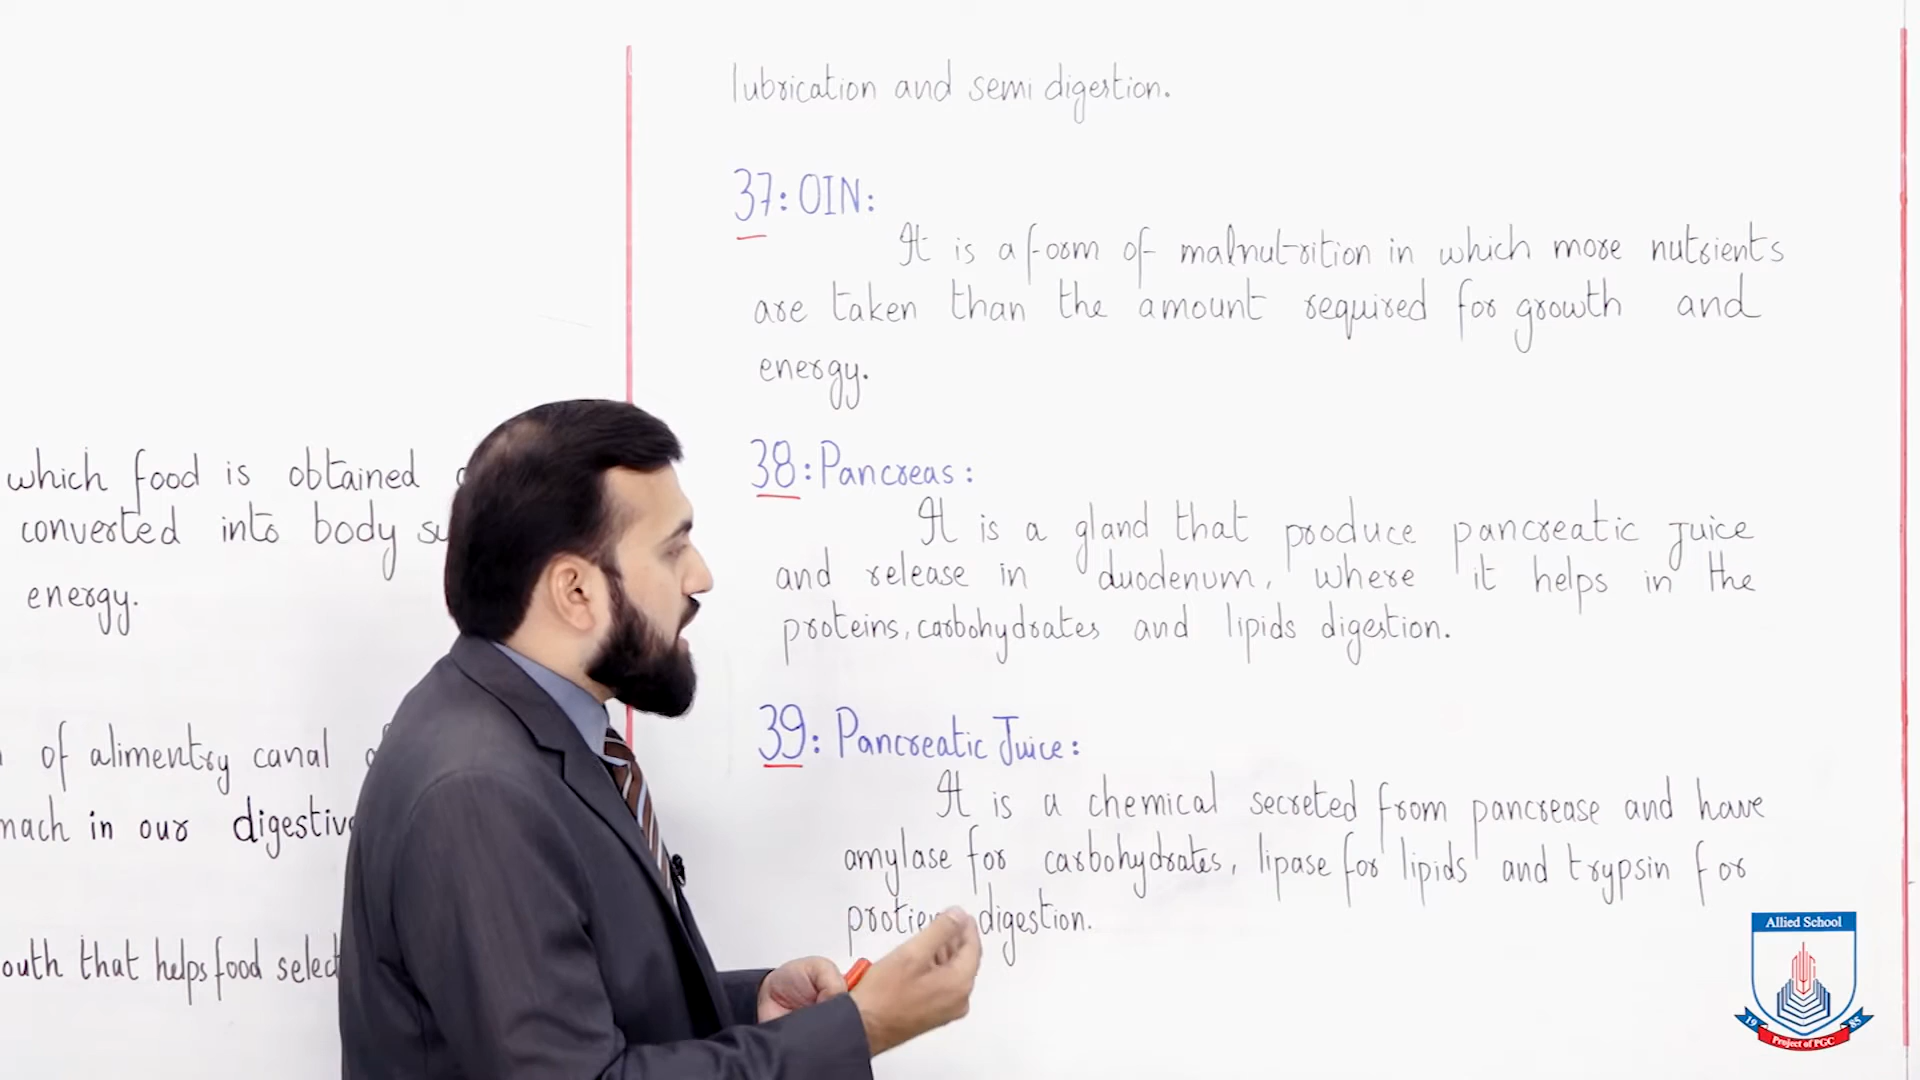 which food is obtained
converted into body
energy.
of alimentry canal
in our digestive
that helps food select
lubrication and semi digestion.
37: OIN:
It is a form of malnutrition in which more nutrients
are taken than the amount required for growth and
energy.
38: Pancreas:
It is a gland that produce pancreatic juice
and release in duodenum, where it helps in the
proteins, carbohydrates and lipids digestion.
39: Pancreatic Juice:
It is a chemical secreted from pancrease and have
amylase for carbohydrates, lipase for lipids and trypsin for
digestion.
Allied School
19 85
Project of PGC